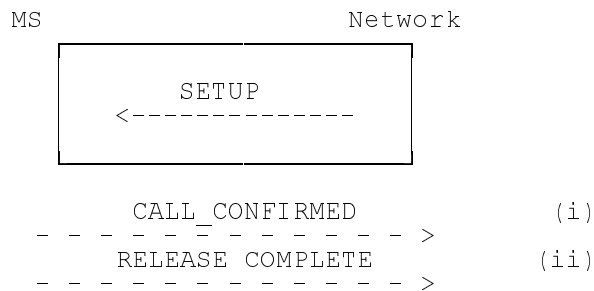 MS Network
SETUP
<--------------
CALL_CONFIRMED (i)
- - - - - - - - - - - - >
RELEASE COMPLETE (ii)
- - - - - - - - - - - - >